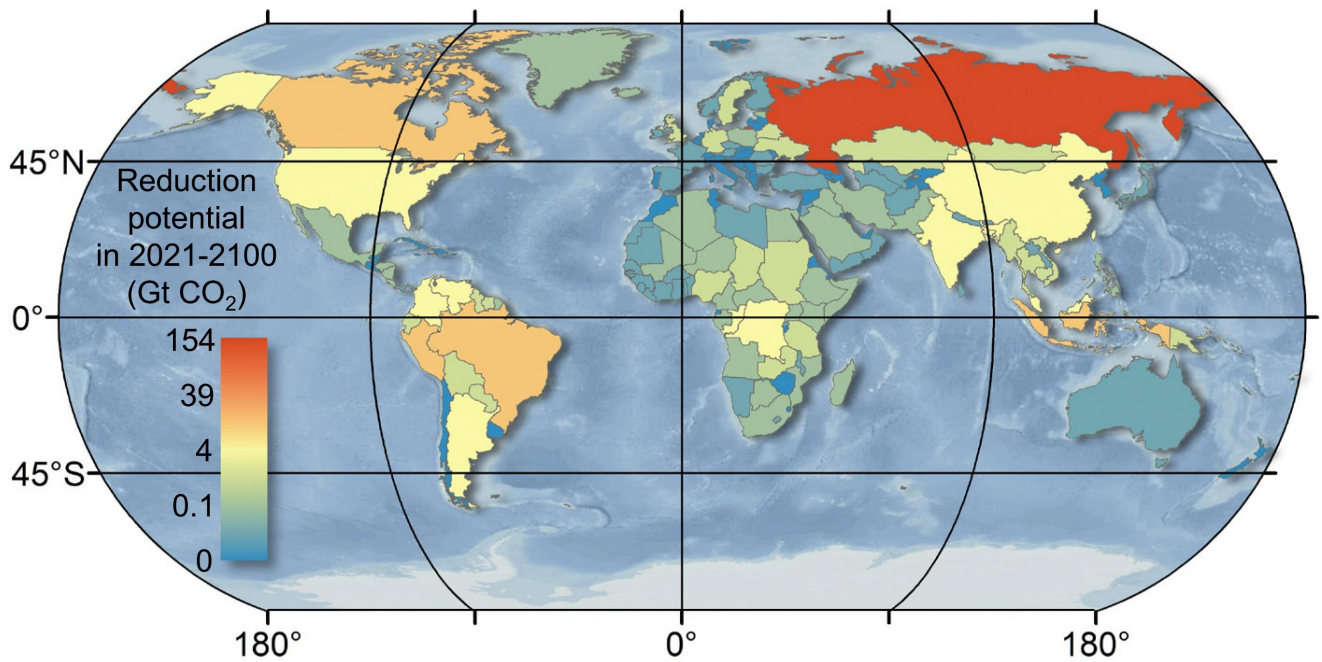 45°N
Reduction
potential
in 2021-2100
(Gt CO₂)
0°
154
39
4
45°S
0.1
0
180° 0° 180°